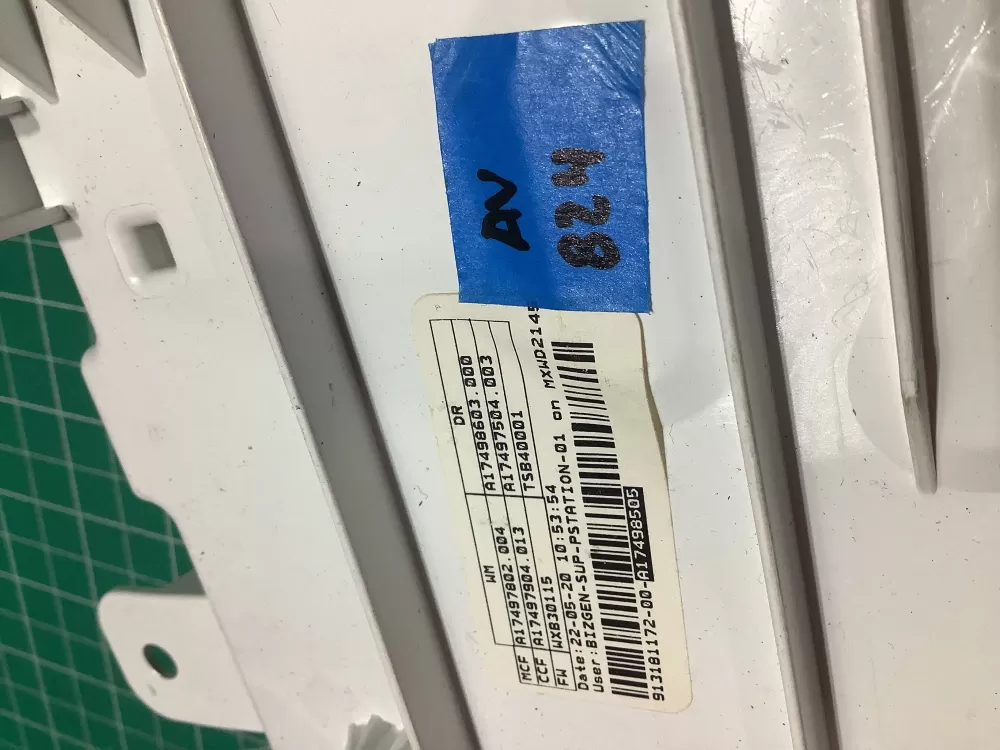 AV
824
WM DR
MCF A17497802.004 A17498603.000
CCF A17497904.013 A17497504.003
FW WXB30115 TSB40001
Date:22-05-20 10:53:54
User:BIZGEN-SUP-PSTATION-01 on MXWD2145
913181172-00-A17498505